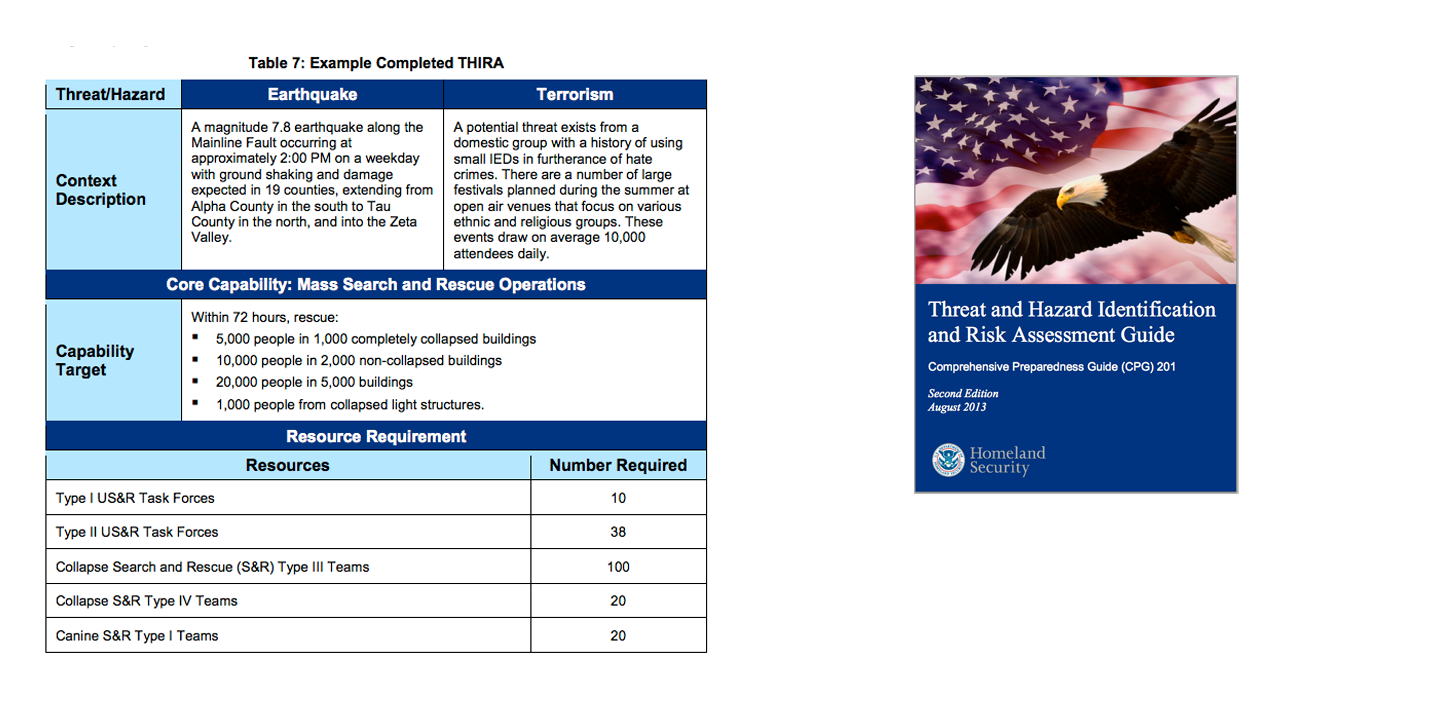 Table 7: Example Completed THIRA
Threat/Hazard
Earthquake
Terrorism
Context
Description
A magnitude 7.8 earthquake along the
Mainline Fault occurring at
approximately 2:00 PM on a weekday
with ground shaking and damage
expected in 19 counties, extending from
Alpha County in the south to Tau
County in the north, and into the Zeta
Valley.
A potential threat exists from a
domestic group with a history of using
small IEDs in furtherance of hate
crimes. There are a number of large
festivals planned during the summer at
open air venues that focus on various
ethnic and religious groups. These
events draw on average 10,000
attendees daily.
Core Capability: Mass Search and Rescue Operations
Capability
Target
Within 72 hours, rescue:
▪ 5,000 people in 1,000 completely collapsed buildings
▪ 10,000 people in 2,000 non-collapsed buildings
▪ 20,000 people in 5,000 buildings
▪ 1,000 people from collapsed light structures.
Resource Requirement
Resources
Number Required
Type I US&R Task Forces 10
Type II US&R Task Forces 38
Collapse Search and Rescue (S&R) Type III Teams 100
Collapse S&R Type IV Teams 20
Canine S&R Type I Teams 20
Threat and Hazard Identification
and Risk Assessment Guide
Comprehensive Preparedness Guide (CPG) 201
Second Edition
August 2013
Homeland
Security